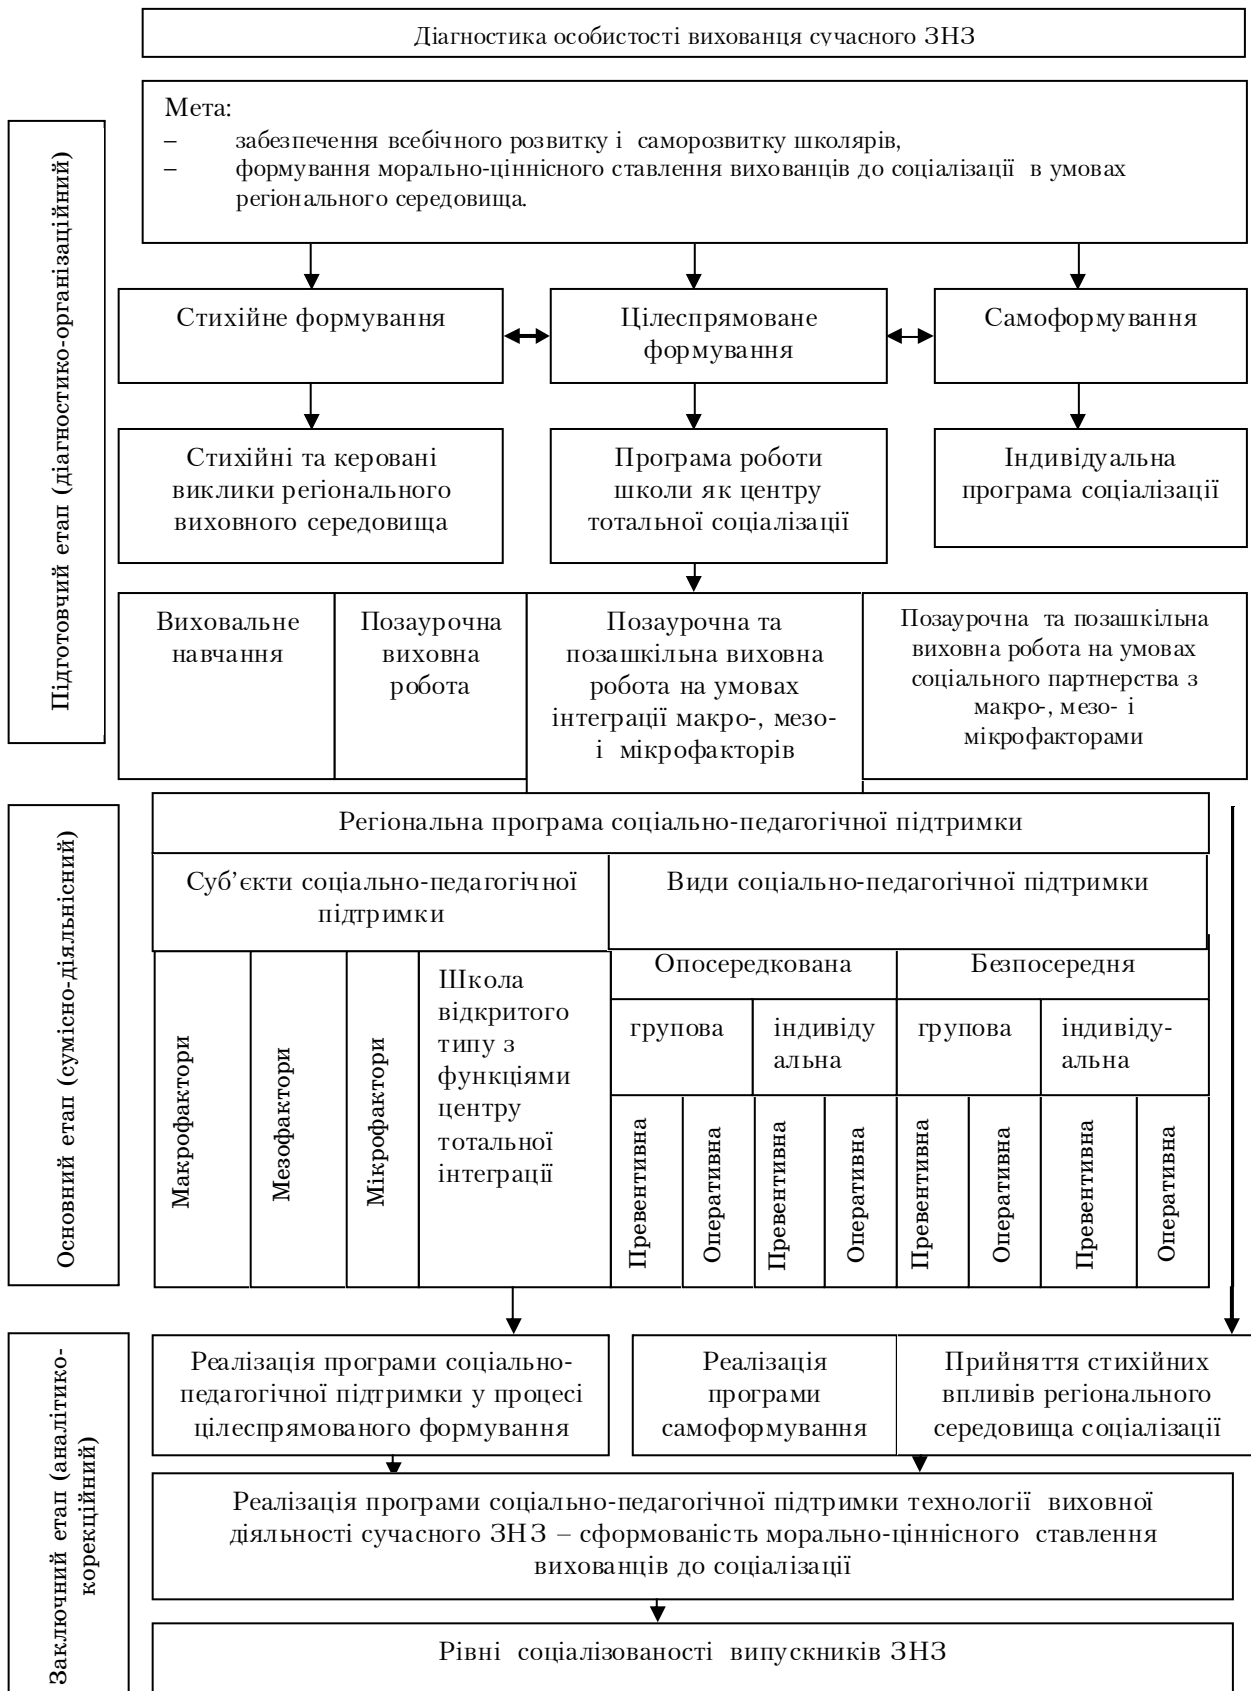 Діагностика особистості вихованця сучасного ЗНЗ
Підготовчий етап (діагностико-організаційний)
Мета:
– забезпечення всебічного розвитку і саморозвитку школярів,
– формування морально-ціннісного ставлення вихованців до соціалізації в умовах
регіонального середовища.
Стихійне формування
Цілеспрямоване
формування
Самоформування
Стихійні та керовані
виклики регіонального
виховного середовища
Програма роботи
школи як центру
тотальної соціалізації
Індивідуальна
програма соціалізації
Виховальне
навчання
Позаурочна
виховна
робота
Позаурочна та
позашкільна виховна
робота на умовах
інтеграції макро-, мезо-
і мікрофакторів
Позаурочна та позашкільна
виховна робота на умовах
соціального партнерства з
макро-, мезо- і
мікрофакторами
Основний етап (сумісно-діяльнісний)
Регіональна програма соціально-педагогічної підтримки
Суб’єкти соціально-педагогічної
підтримки
Види соціально-педагогічної підтримки
Макрофактори
Мезофактори
Мікрофактори
Школа
відкритого
типу з
функціями
центру
тотальної
інтеграції
Опосередкована
Безпосередня
групова
індивіду
альна
групова
індивіду-
альна
Превентивна
Оперативна
Превентивна
Оперативна
Превентивна
Оперативна
Превентивна
Оперативна
Заключний етап (аналітико-
корекційний)
Реалізація програми соціально-
педагогічної підтримки у процесі
цілеспрямованого формування
Реалізація
програми
самоформування
Прийняття стихійних
впливів регіонального
середовища соціалізації
Реалізація програми соціально-педагогічної підтримки технології виховної
діяльності сучасного ЗНЗ – сформованість морально-ціннісного ставлення
вихованців до соціалізації
Рівні соціалізованості випускників ЗНЗ